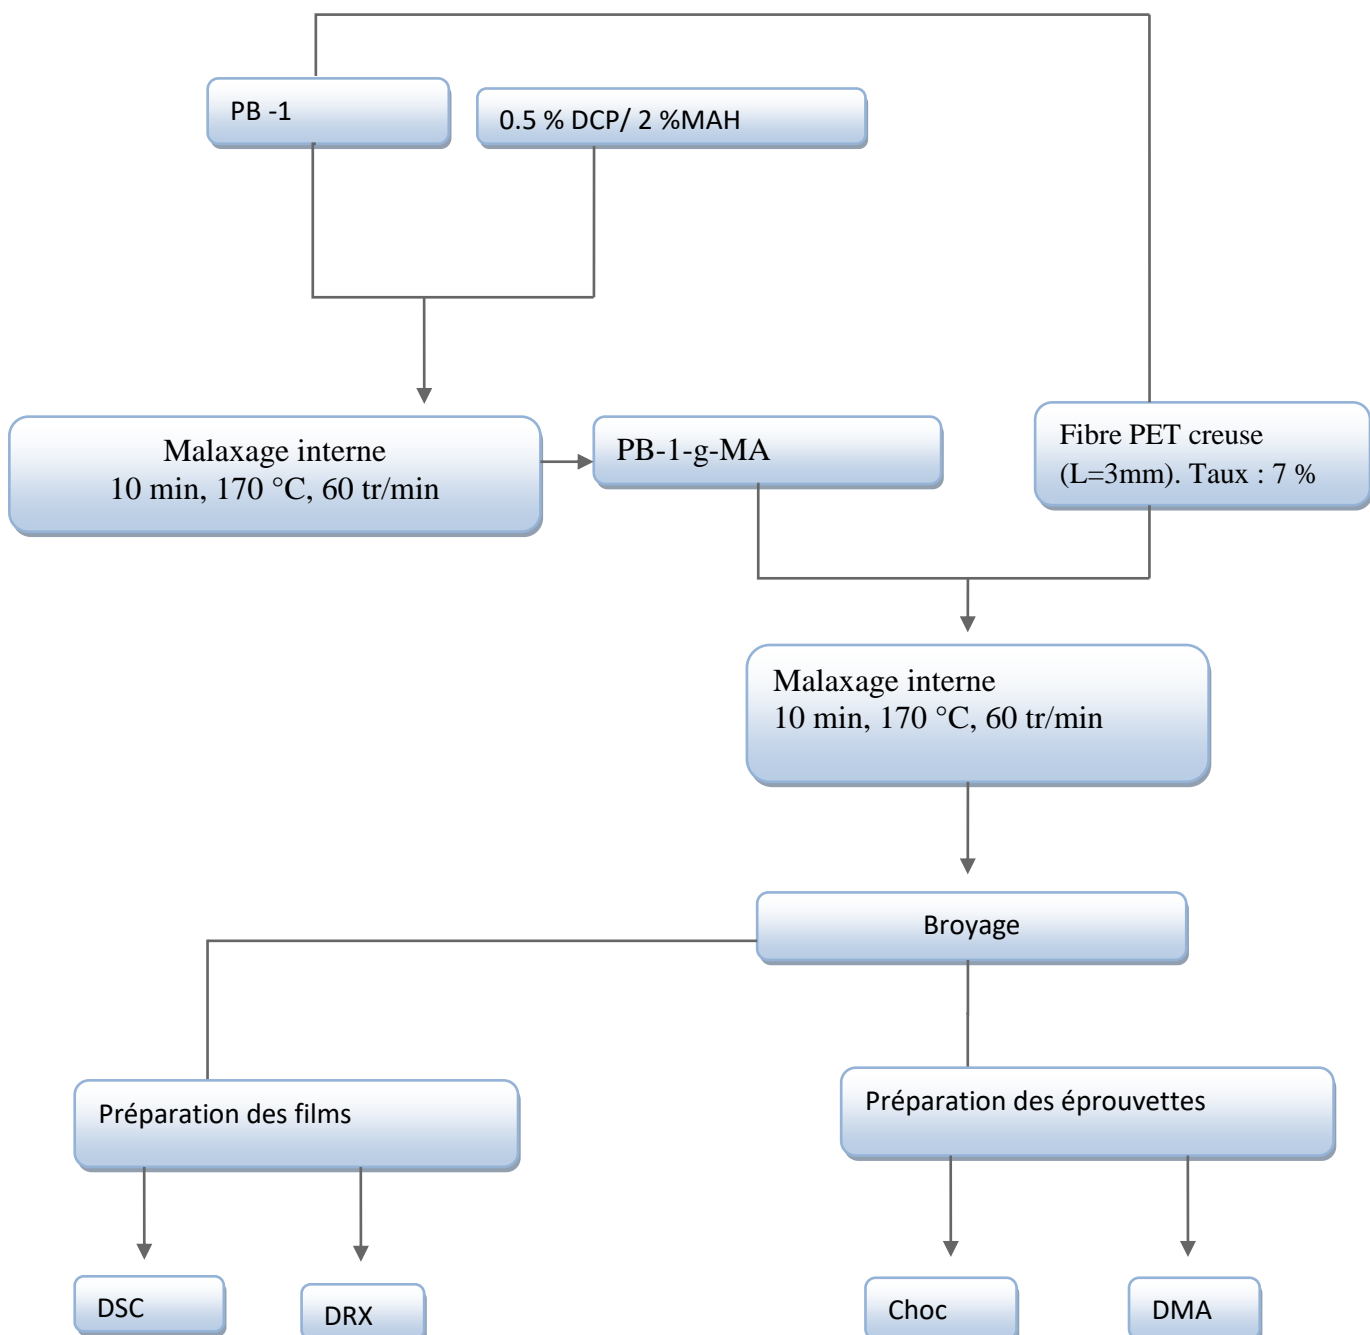 PB -1
0.5 % DCP/ 2 %MAH
Malaxage interne
10 min, 170 °C, 60 tr/min
PB-1-g-MA
Fibre PET creuse
(L=3mm). Taux : 7 %
Malaxage interne
10 min, 170 °C, 60 tr/min
Broyage
Préparation des films
Préparation des éprouvettes
DSC
DRX
Choc
DMA